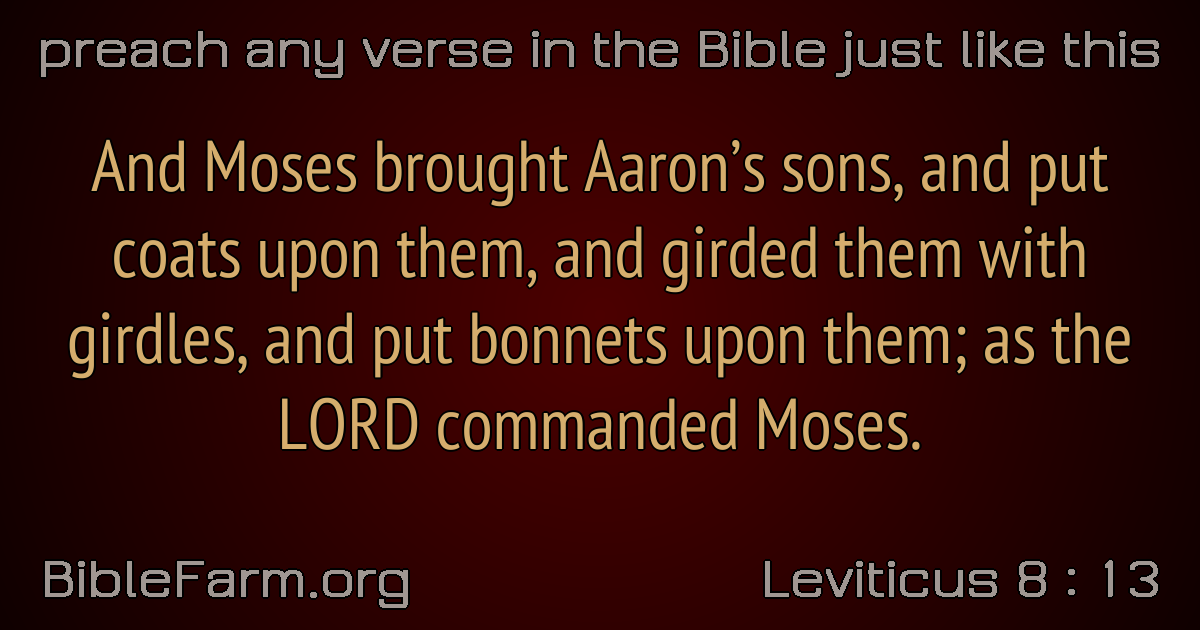 preach any verse in the Bible just like this
And Moses brought Aaron’s sons, and put
coats upon them, and girded them with
girdles, and put bonnets upon them; as the
LORD commanded Moses.
BibleFarm.org
Leviticus 8 : 13